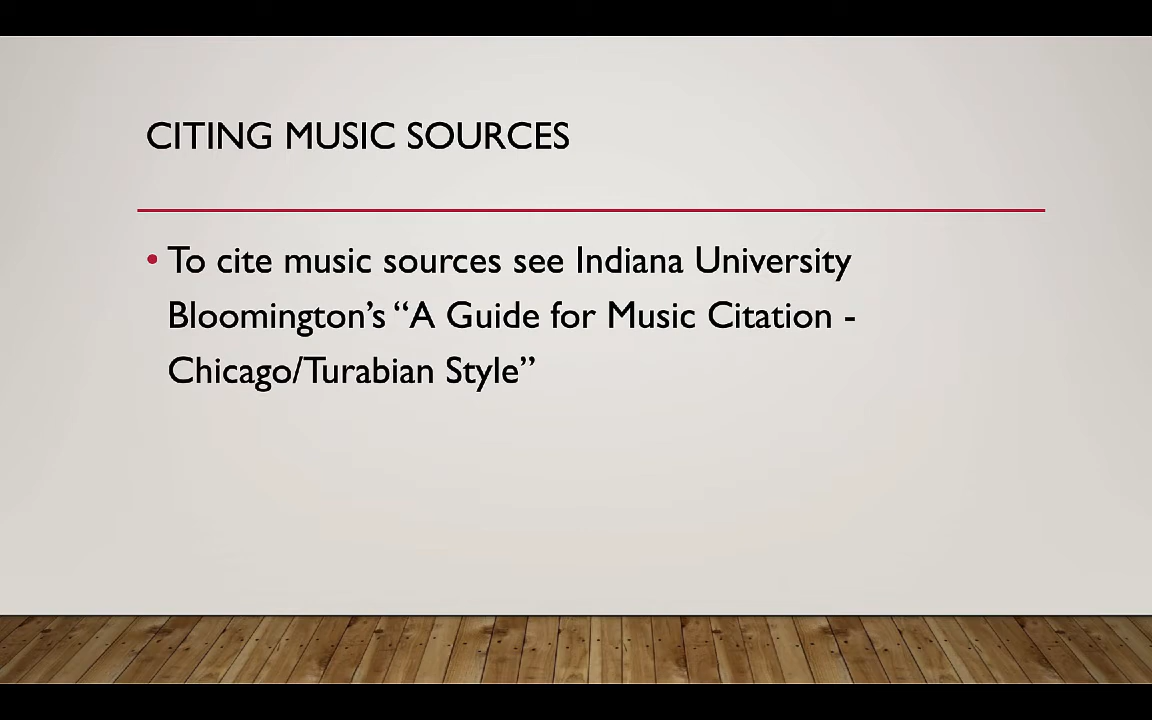 CITING MUSIC SOURCES
• To cite music sources see Indiana University
Bloomington’s “A Guide for Music Citation -
Chicago/Turabian Style”